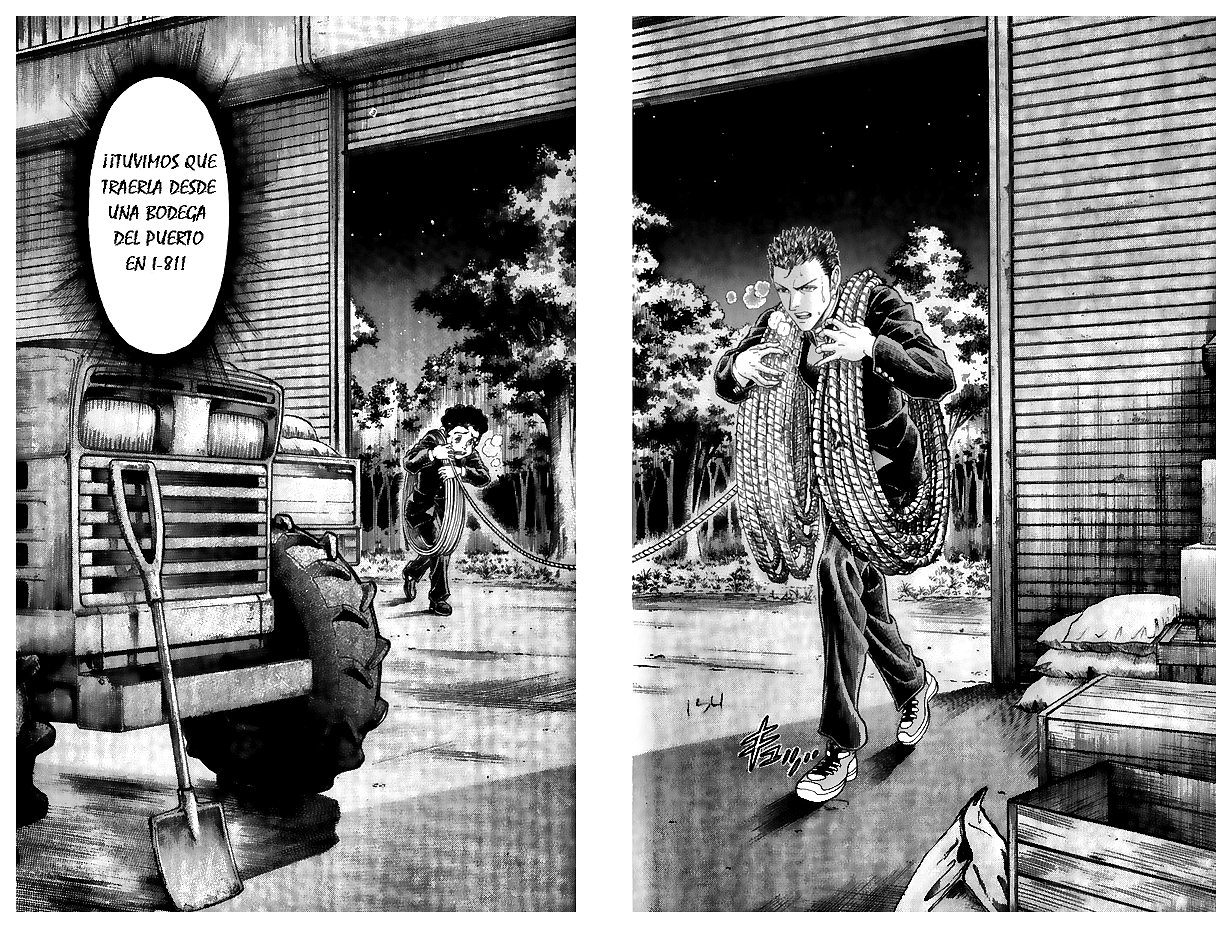 ¡¡TUVIMOS QUE
TRAERLA DESDE
UNA BODEGA
DEL PUERTO
EN I-8!!